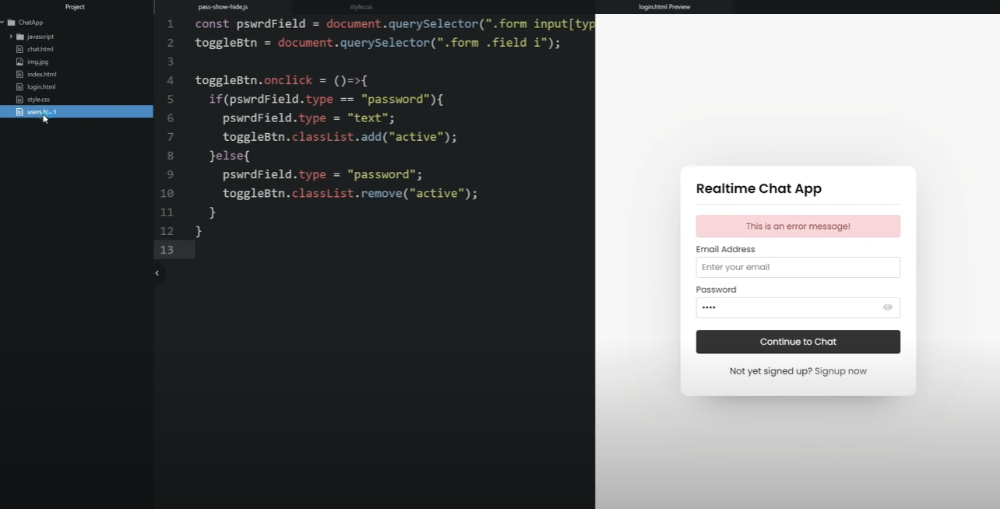 Project
ChatApp
javascript
chat.html
img.jpg
index.html
login.html
style.css
users.html
pass-show-hide.js
style.css
1 const pswrdField = document.querySelector(".form input[typ
2 toggleBtn = document.querySelector(".form .field i");
3
4 toggleBtn.onclick = ()=>{
5 if(pswrdField.type == "password"){
6 pswrdField.type = "text";
7 toggleBtn.classList.add("active");
8 }else{
9 pswrdField.type = "password";
10 toggleBtn.classList.remove("active");
11 }
12 }
13
login.html Preview
Realtime Chat App
This is an error message!
Email Address
Enter your email
Password
••••
Continue to Chat
Not yet signed up? Signup now